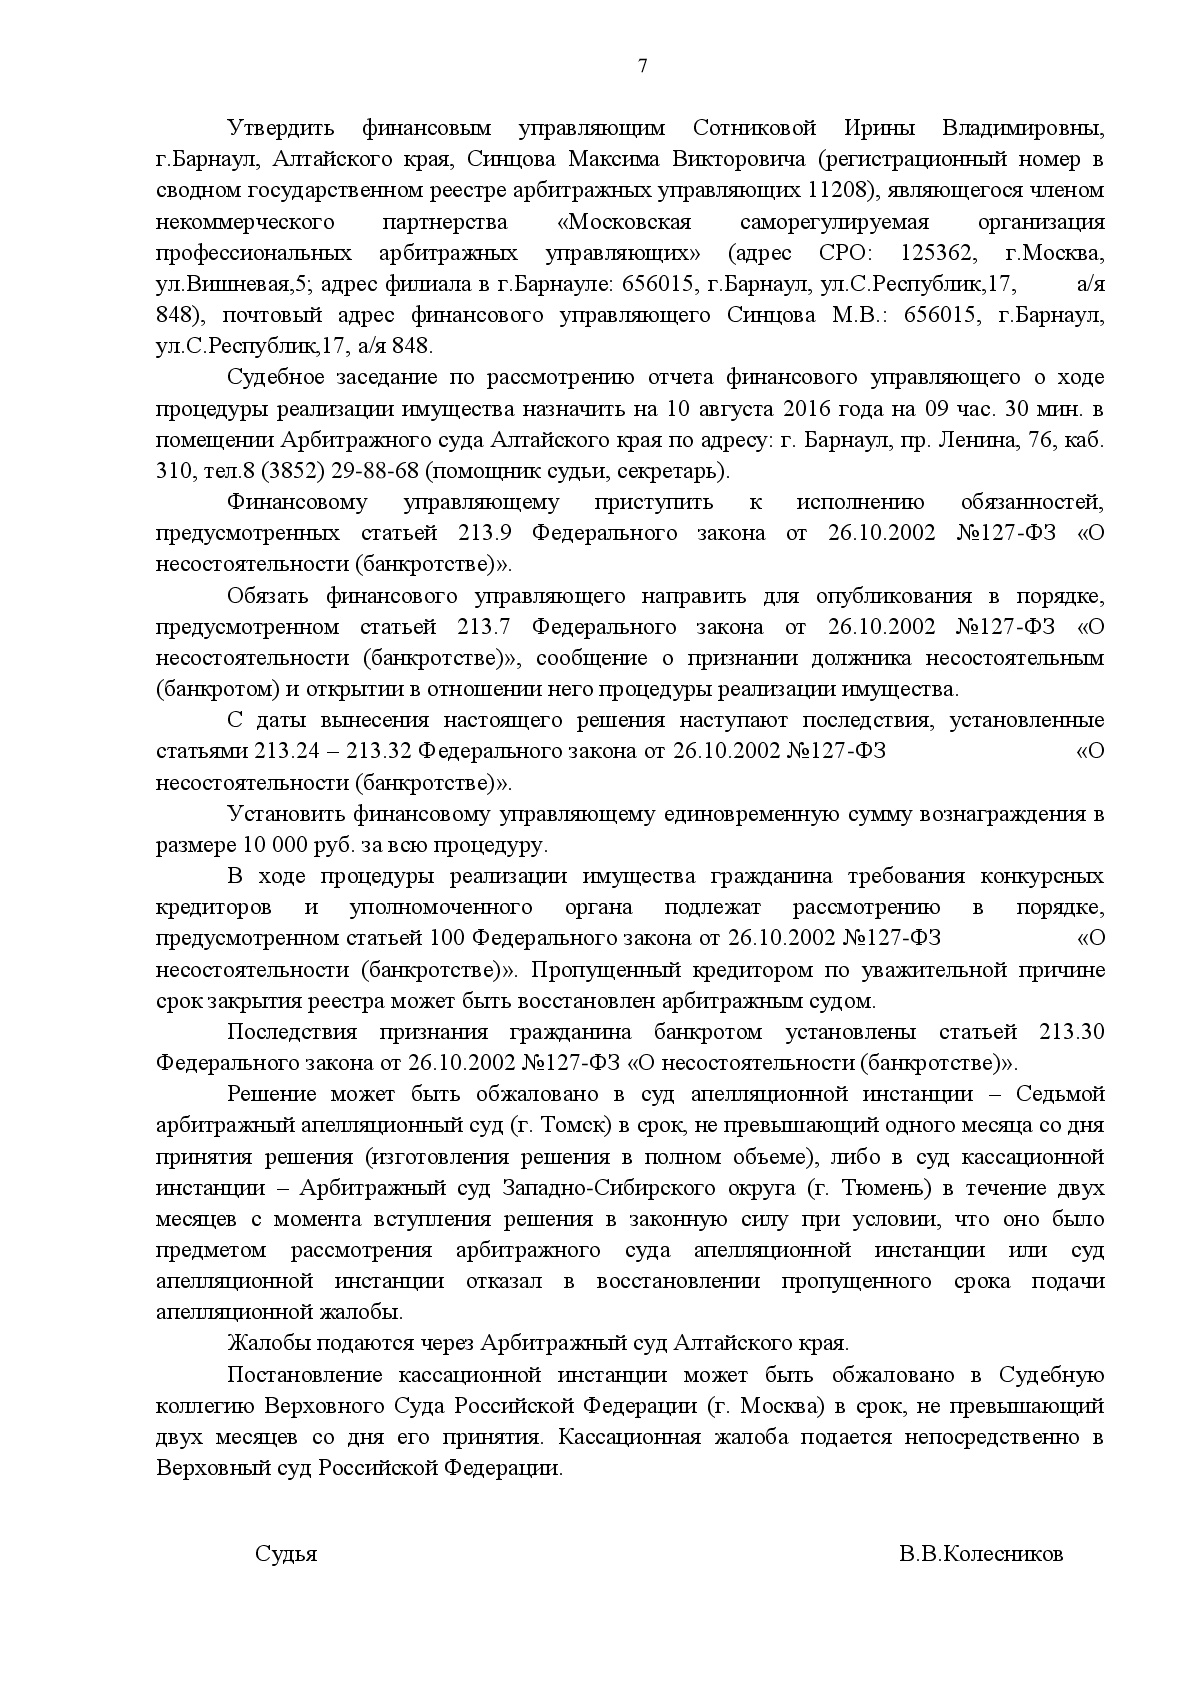 7
Утвердить финансовым управляющим Сотниковой Ирины Владимировны,
г.Барнаул, Алтайского края, Синцова Максима Викторовича (регистрационный номер в
сводном государственном реестре арбитражных управляющих 11208), являющегося членом
некоммерческого партнерства «Московская саморегулируемая организация
профессиональных арбитражных управляющих» (адрес СРО: 125362, г.Москва,
ул.Вишневая,5; адрес филиала в г.Барнауле: 656015, г.Барнаул, ул.С.Республик,17, а/я
848), почтовый адрес финансового управляющего Синцова М.В.: 656015, г.Барнаул,
ул.С.Республик,17, а/я 848.
Судебное заседание по рассмотрению отчета финансового управляющего о ходе
процедуры реализации имущества назначить на 10 августа 2016 года на 09 час. 30 мин. в
помещении Арбитражного суда Алтайского края по адресу: г. Барнаул, пр. Ленина, 76, каб.
310, тел.8 (3852) 29-88-68 (помощник судьи, секретарь).
Финансовому управляющему приступить к исполнению обязанностей,
предусмотренных статьей 213.9 Федерального закона от 26.10.2002 №127-ФЗ «О
несостоятельности (банкротстве)».
Обязать финансового управляющего направить для опубликования в порядке,
предусмотренном статьей 213.7 Федерального закона от 26.10.2002 №127-ФЗ «О
несостоятельности (банкротстве)», сообщение о признании должника несостоятельным
(банкротом) и открытии в отношении него процедуры реализации имущества.
С даты вынесения настоящего решения наступают последствия, установленные
статьями 213.24 – 213.32 Федерального закона от 26.10.2002 №127-ФЗ «О
несостоятельности (банкротстве)».
Установить финансовому управляющему единовременную сумму вознаграждения в
размере 10 000 руб. за всю процедуру.
В ходе процедуры реализации имущества гражданина требования конкурсных
кредиторов и уполномоченного органа подлежат рассмотрению в порядке,
предусмотренном статьей 100 Федерального закона от 26.10.2002 №127-ФЗ «О
несостоятельности (банкротстве)». Пропущенный кредитором по уважительной причине
срок закрытия реестра может быть восстановлен арбитражным судом.
Последствия признания гражданина банкротом установлены статьей 213.30
Федерального закона от 26.10.2002 №127-ФЗ «О несостоятельности (банкротстве)».
Решение может быть обжаловано в суд апелляционной инстанции – Седьмой
арбитражный апелляционный суд (г. Томск) в срок, не превышающий одного месяца со дня
принятия решения (изготовления решения в полном объеме), либо в суд кассационной
инстанции – Арбитражный суд Западно-Сибирского округа (г. Тюмень) в течение двух
месяцев с момента вступления решения в законную силу при условии, что оно было
предметом рассмотрения арбитражного суда апелляционной инстанции или суд
апелляционной инстанции отказал в восстановлении пропущенного срока подачи
апелляционной жалобы.
Жалобы подаются через Арбитражный суд Алтайского края.
Постановление кассационной инстанции может быть обжаловано в Судебную
коллегию Верховного Суда Российской Федерации (г. Москва) в срок, не превышающий
двух месяцев со дня его принятия. Кассационная жалоба подается непосредственно в
Верховный суд Российской Федерации.
Судья В.В.Колесников